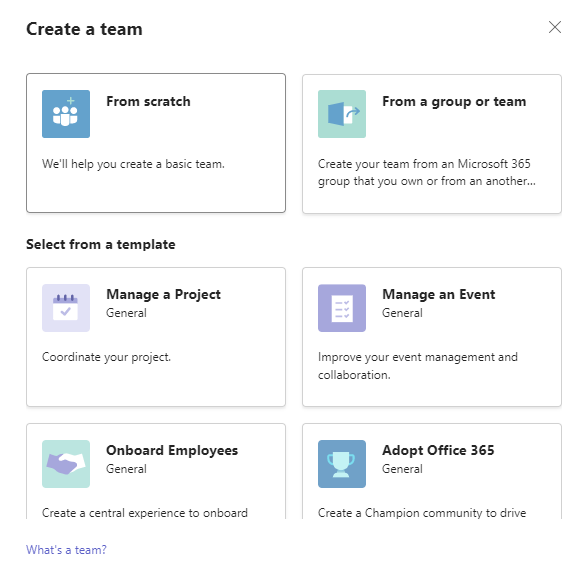 Create a team
From scratch
We'll help you create a basic team.
From a group or team
Create your team from an Microsoft 365
group that you own or from an another...
Select from a template
Manage a Project
General
Coordinate your project.
Manage an Event
General
Improve your event management and
collaboration.
Onboard Employees
General
Create a central experience to onboard
Adopt Office 365
General
Create a Champion community to drive
What's a team?